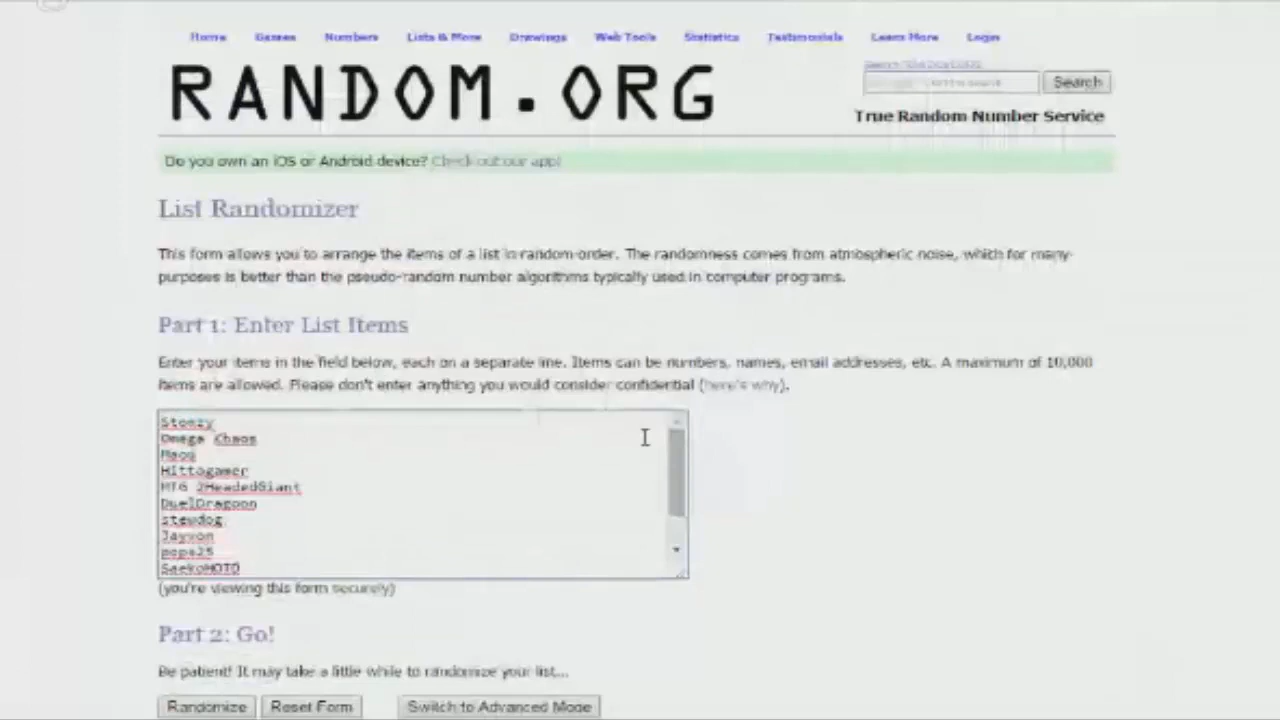 Home Games Numbers Lists & More Drawings Web Tools Statistics Testimonials Learn More Login
RANDOM.ORG
Search
True Random Number Service
Do you own an iOS or Android device? Check out our app!
List Randomizer
This form allows you to arrange the items of a list in random order. The randomness comes from atmospheric noise, which for many
purposes is better than the pseudo-random number algorithms typically used in computer programs.
Part 1: Enter List Items
Enter your items in the field below, each on a separate line. Items can be numbers, names, email addresses, etc. A maximum of 10,000
items are allowed. Please don't enter anything you would consider confidential (here's why).
Omega Chaos
Hittogamer
MTG 2HeadedGiant
DuelDragoon
stewdog
Jayvon
SaekoMOTO
(you're viewing this form securely)
Part 2: Go!
Be patient! It may take a little while to randomize your list...
Randomize Reset Form Switch to Advanced Mode